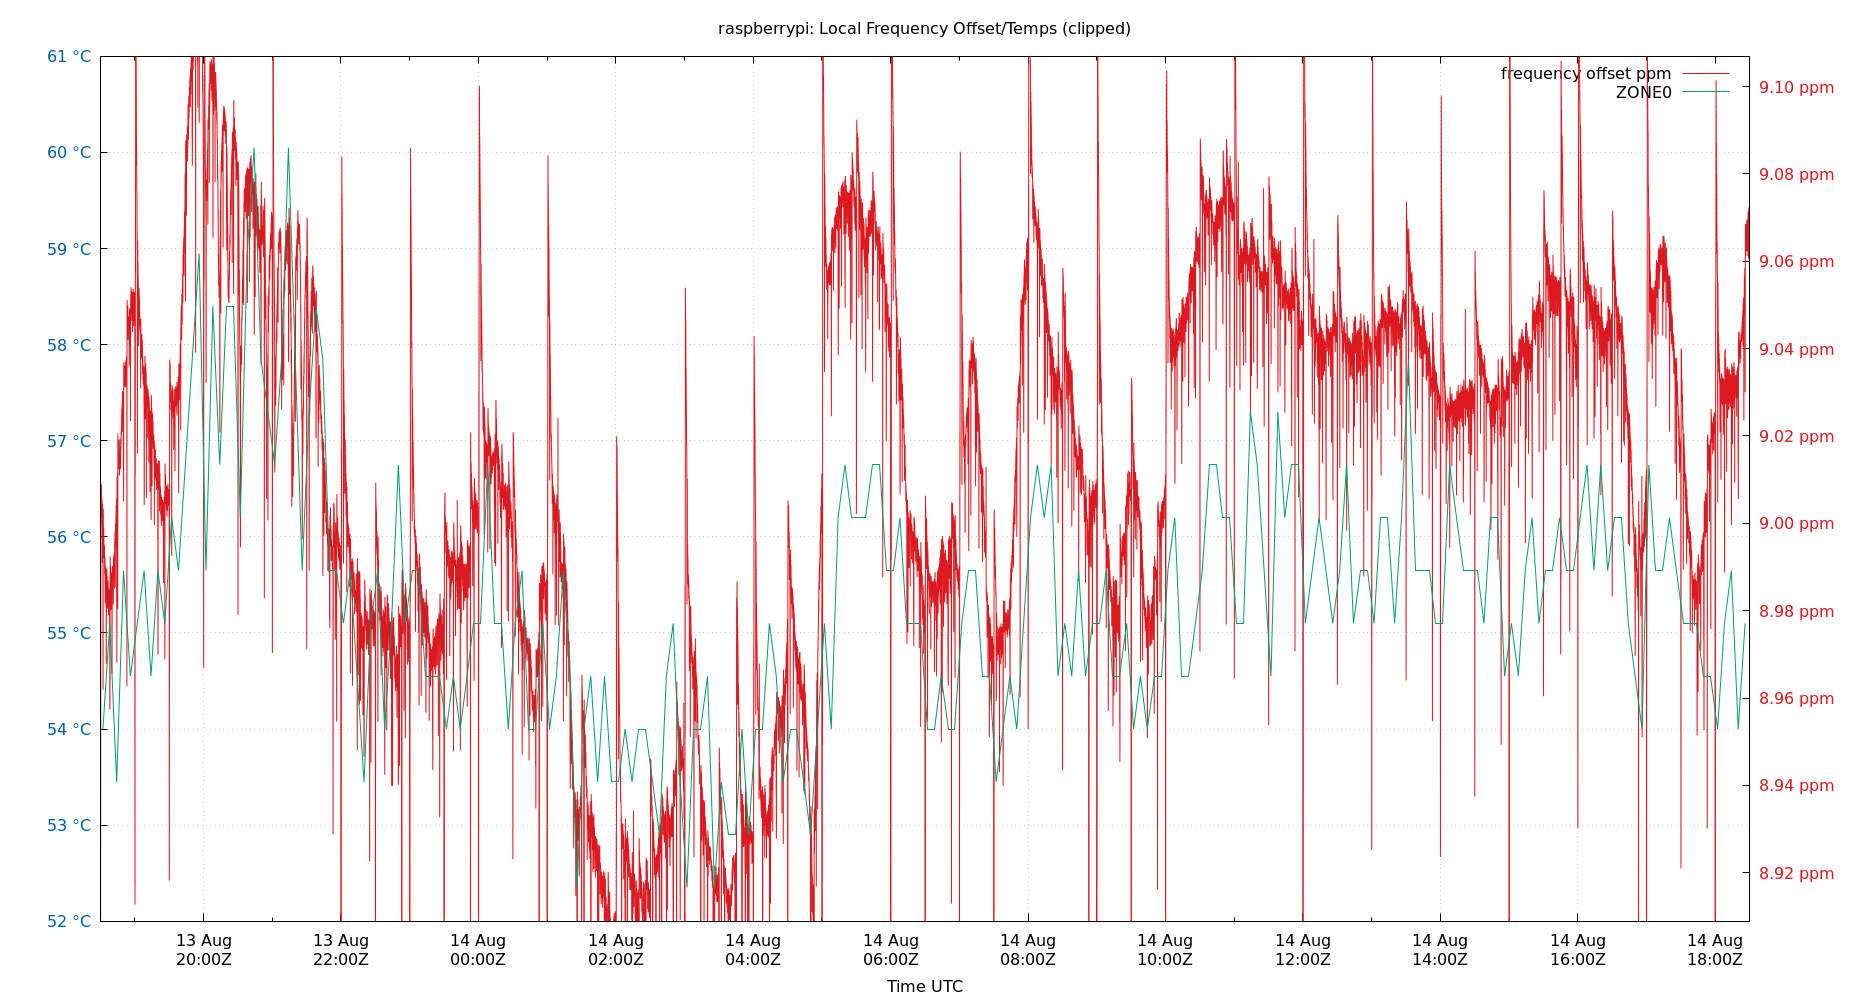 raspberrypi: Local Frequency Offset/Temps (clipped)
61 °C
60 °C
59 °C
58 °C
57 °C
56 °C
55 °C
54 °C
53 °C
52 °C
frequency offset ppm
ZONE0
9.10 ppm
9.08 ppm
9.06 ppm
9.04 ppm
9.02 ppm
9.00 ppm
8.98 ppm
8.96 ppm
8.94 ppm
8.92 ppm
13 Aug 13 Aug 14 Aug 14 Aug 14 Aug 14 Aug 14 Aug 14 Aug 14 Aug 14 Aug 14 Aug 14 Aug
20:00Z 22:00Z 00:00Z 02:00Z 04:00Z 06:00Z 08:00Z 10:00Z 12:00Z 14:00Z 16:00Z 18:00Z
Time UTC